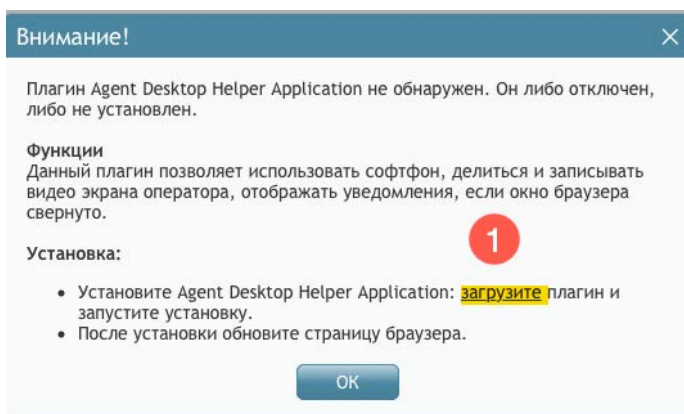 Внимание!
Плагин Agent Desktop Helper Application не обнаружен. Он либо отключен,
либо не установлен.
Функции
Данный плагин позволяет использовать софтфон, делиться и записывать
видео экрана оператора, отображать уведомления, если окно браузера
свернуто.
1
Установка:
• Установите Agent Desktop Helper Application: загрузите плагин и
запустите установку.
• После установки обновите страницу браузера.
ОК